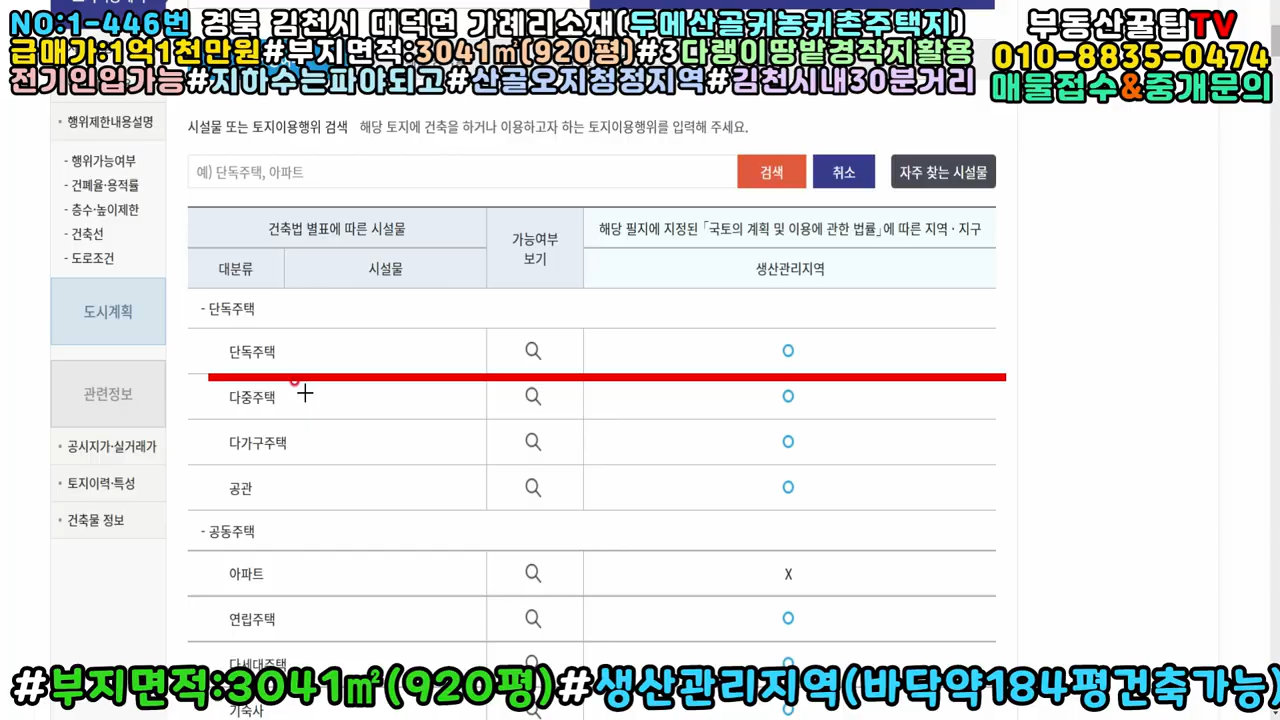 NO:1-446번 경북 김천시 대덕면 가례리소재(두메산골귀농귀촌주택지)
급매가:1억1천만원#부지면적:3041㎡(920평)#3다랭이땅밭경작지활용
전기인입가능#지하수는파야되고#산골오지청정지역#김천시내30분거리
부동산꿀팁TV
010-8835-0474
매물접수&중개문의
행위제한내용설명
- 행위가능여부
- 건폐율·용적률
- 층수·높이제한
- 건축선
- 도로조건
도시계획
관련정보
공시지가·실거래가
토지이력·특성
건축물 정보
시설물 또는 토지이용행위 검색 해당 토지에 건축을 하거나 이용하고자 하는 토지이용행위를 입력해 주세요.
예) 단독주택, 아파트 검색 취소 자주 찾는 시설물
건축법 별표에 따른 시설물 가능여부 보기 해당 필지에 지정된 「국토의 계획 및 이용에 관한 법률」에 따른 지역·지구
대분류 시설물 생산관리지역
- 단독주택
단독주택 O
다중주택 O
다가구주택 O
공관 O
- 공동주택
아파트 X
연립주택 O
다세대주택
기숙사
#부지면적:3041㎡(920평)#생산관리지역(바닥약184평건축가능)